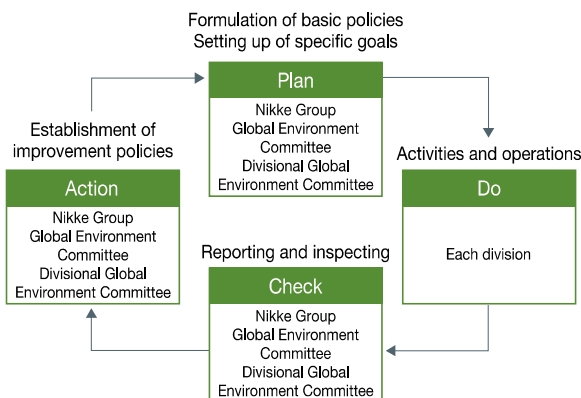 Formulation of basic policies
Setting up of specific goals
Plan
Nikke Group
Global Environment
Committee
Divisional Global
Environment Committee
Activities and operations
Do
Each division
Reporting and inspecting
Check
Nikke Group
Global Environment
Committee
Divisional Global
Environment Committee
Establishment of
improvement policies
Action
Nikke Group
Global Environment
Committee
Divisional Global
Environment Committee